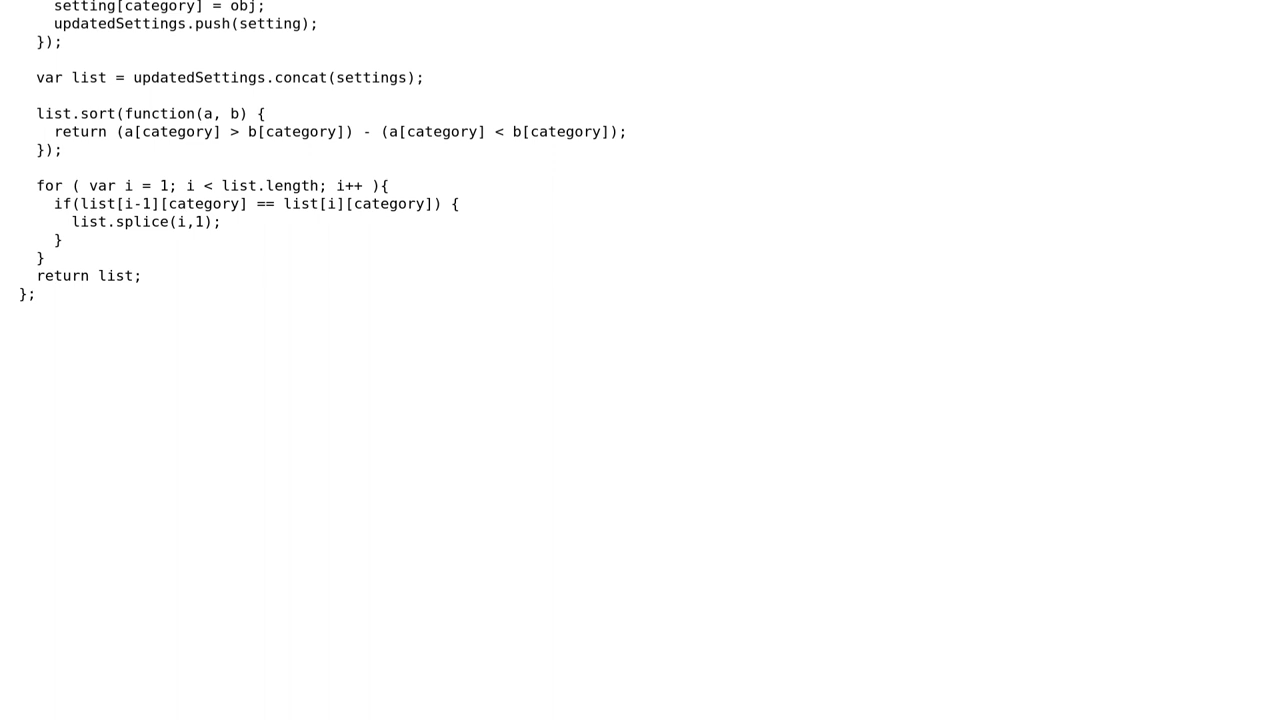 setting[category] = obj;
    updatedSettings.push(setting);
  });

  var list = updatedSettings.concat(settings);

  list.sort(function(a, b) {
    return (a[category] > b[category]) - (a[category] < b[category]);
  });

  for ( var i = 1; i < list.length; i++ ){
    if(list[i-1][category] == list[i][category]) {
      list.splice(i,1);
    }
  }
  return list;
};